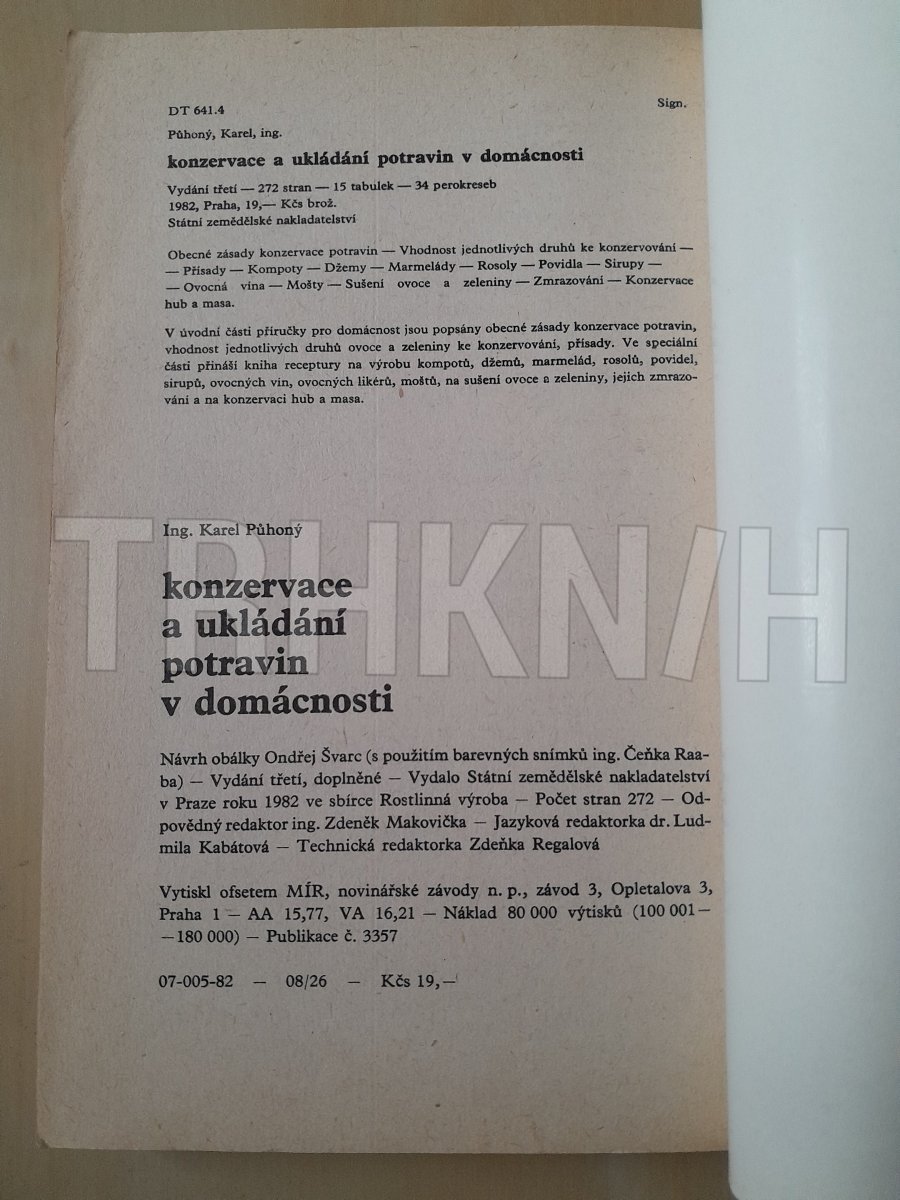 DT 641.4
Sign.
Půhoný, Karel, ing.
konzervace a ukládání potravin v domácnosti
Vydání třetí — 272 stran — 15 tabulek — 34 perokreseb
1982, Praha, 19,— Kčs brož.
Státní zemědělské nakladatelství
Obecné zásady konzervace potravin — Vhodnost jednotlivých druhů ke konzervování —
— Přísady — Kompoty — Džemy — Marmelády — Rosoly — Povidla — Sirupy —
— Ovocná vína — Mošty — Sušení ovoce a zeleniny — Zmrazování — Konzervace
hub a masa.
V úvodní části příručky pro domácnost jsou popsány obecné zásady konzervace potravin,
vhodnost jednotlivých druhů ovoce a zeleniny ke konzervování, přísady. Ve speciální
části přináší kniha receptury na výrobu kompotů, džemů, marmelád, rosolů, povidel,
sirupů, ovocných vin, ovocných likérů, moštů, na sušení ovoce a zeleniny, jejich zmrazo-
váni a na konzervaci hub a masa.
TRHKNIH
Ing. Karel Půhoný
konzervace
a ukládání
potravin
v domácnosti
Návrh obálky Ondřej Švarc (s použitím barevných snímků ing. Čeňka Raa-
ba) — Vydání třetí, doplněné — Vydalo Státní zemědělské nakladatelství
v Praze roku 1982 ve sbírce Rostlinná výroba — Počet stran 272 — Od-
povědný redaktor ing. Zdeněk Makovička — Jazyková redaktorka dr. Lud-
mila Kabátová — Technická redaktorka Zdeňka Regalová
Vytiskl ofsetem MÍR, novinářské závody n. p., závod 3, Opletalova 3,
Praha 1 — AA 15,77, VA 16,21 — Náklad 80 000 výtisků (100 001—
—180 000) — Publikace č. 3357
07-005-82 — 08/26 — Kčs 19,—